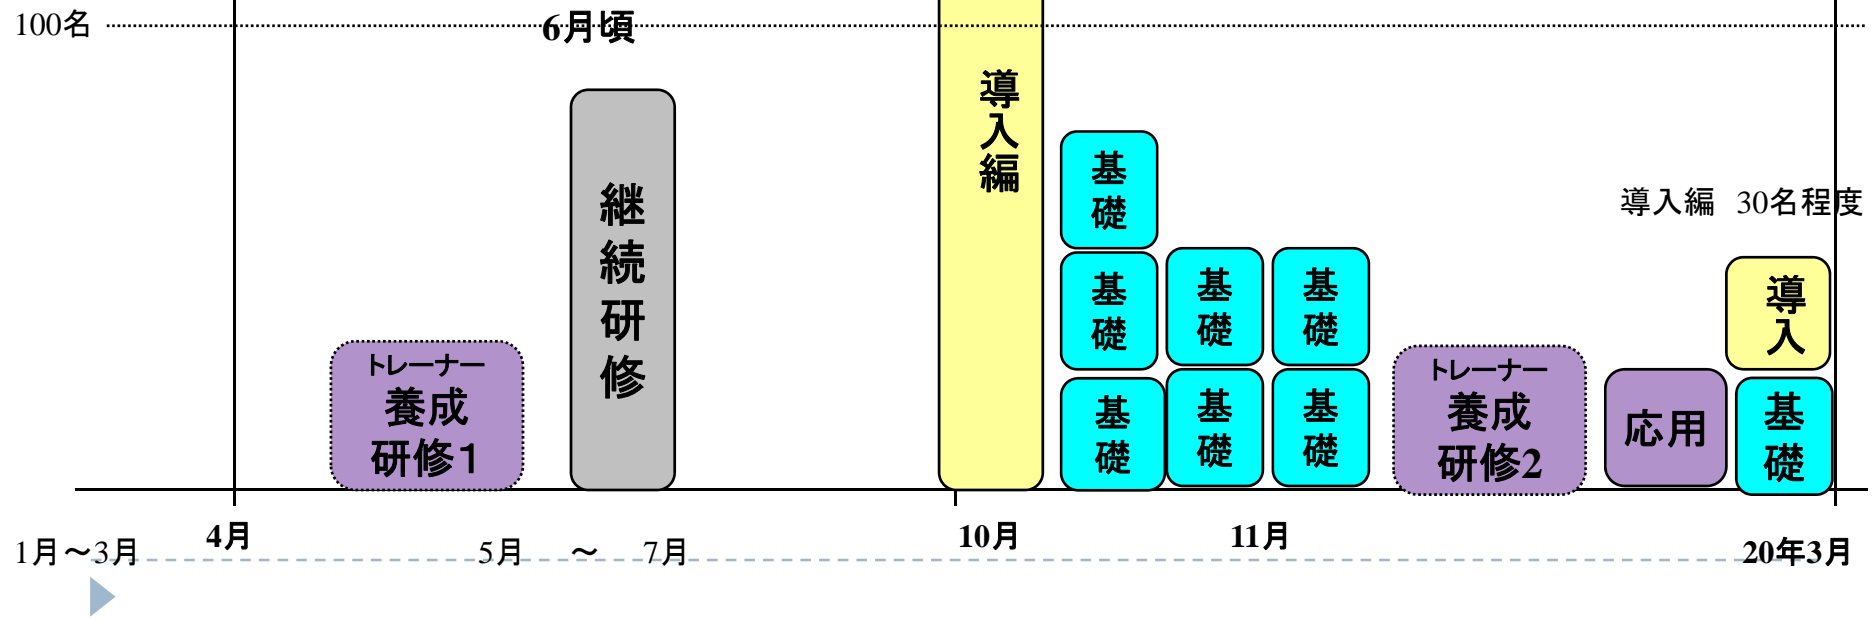 100名
6月頃
導入編
継続研修
基礎
導入編 30名程度
基礎
基礎
基礎
導入
トレーナー
養成
研修１
トレーナー
養成
研修2
基礎
基礎
基礎
応用
基礎
4月
10月
11月
1月～3月
5月 ～ 7月
20年3月